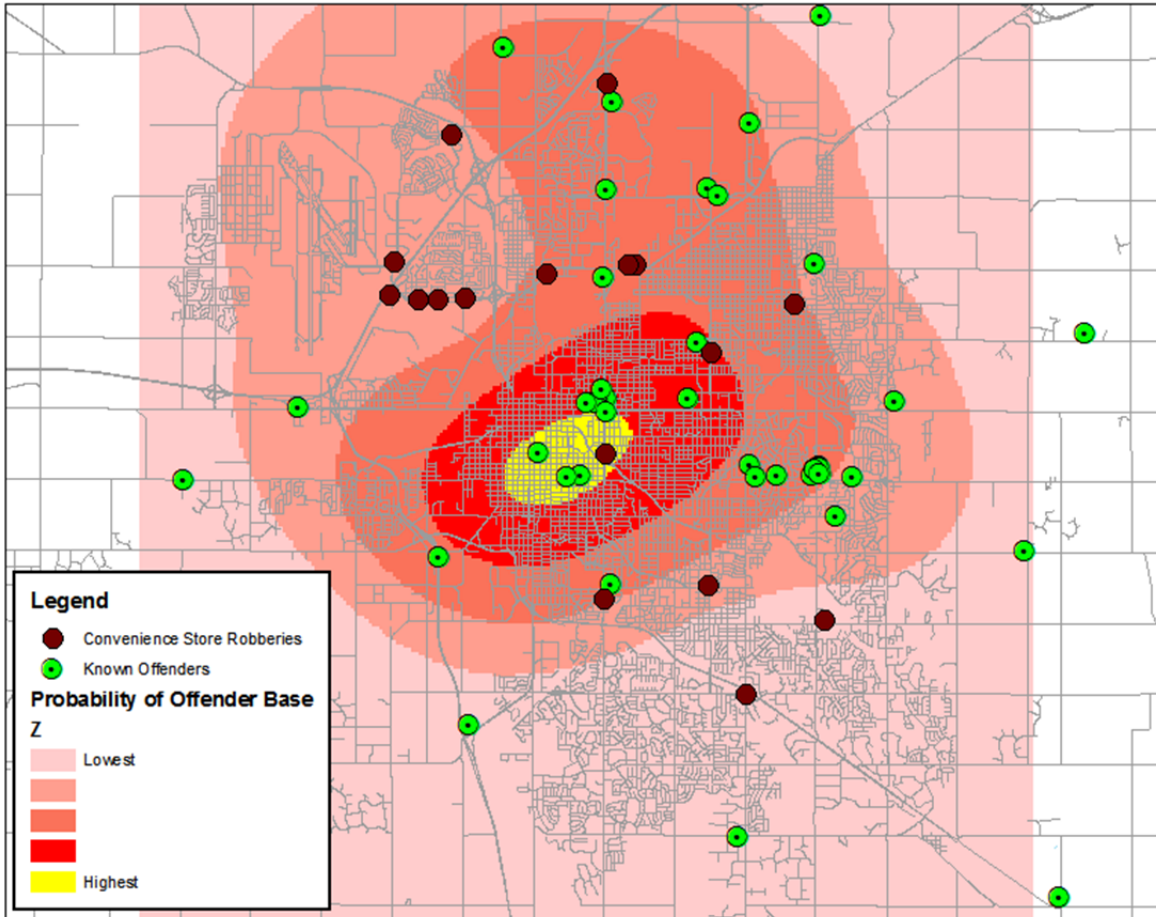 Legend
Convenience Store Robberies
Known Offenders
Probability of Offender Base
Z
Lowest
Highest